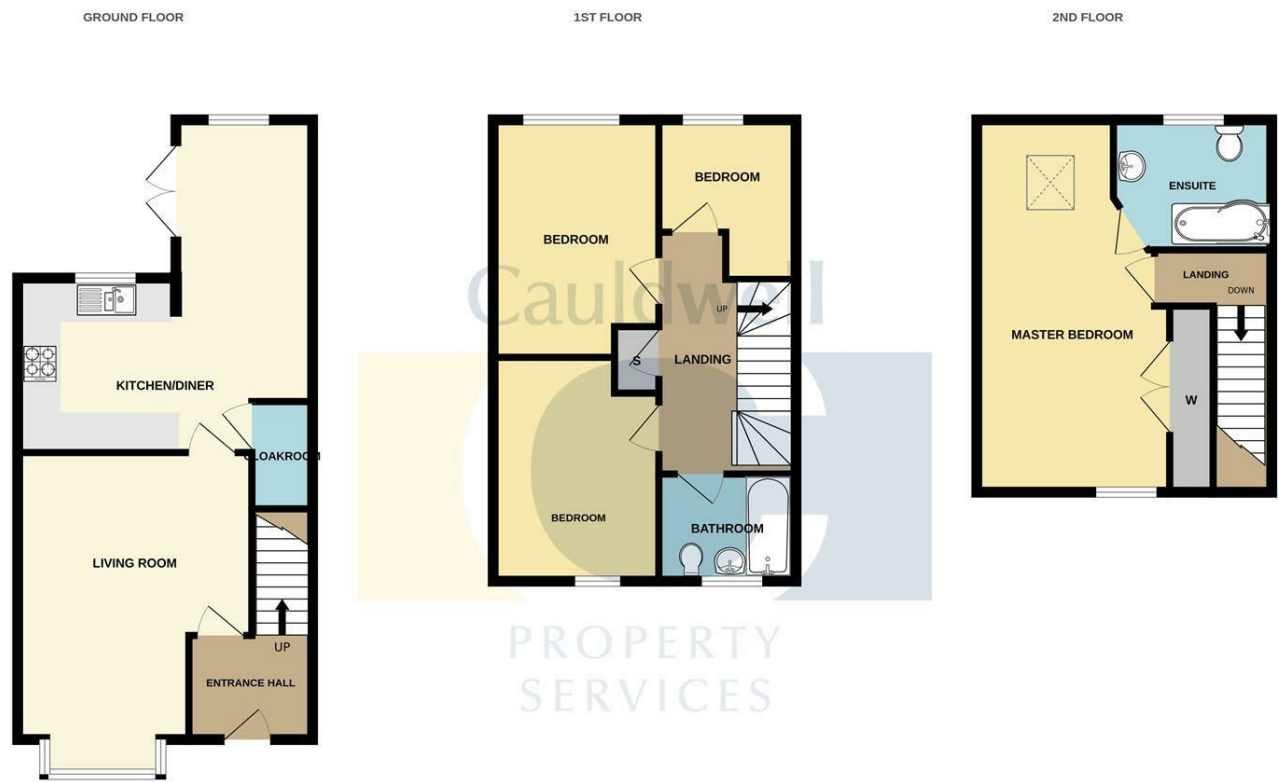 GROUND FLOOR
1ST FLOOR
2ND FLOOR
KITCHEN/DINER
CLOAKROOM
LIVING ROOM
UP
ENTRANCE HALL
BEDROOM
BEDROOM
UP
S
LANDING
BEDROOM
BATHROOM
ENSUITE
LANDING
DOWN
MASTER BEDROOM
W
Cauldwell
PROPERTY
SERVICES